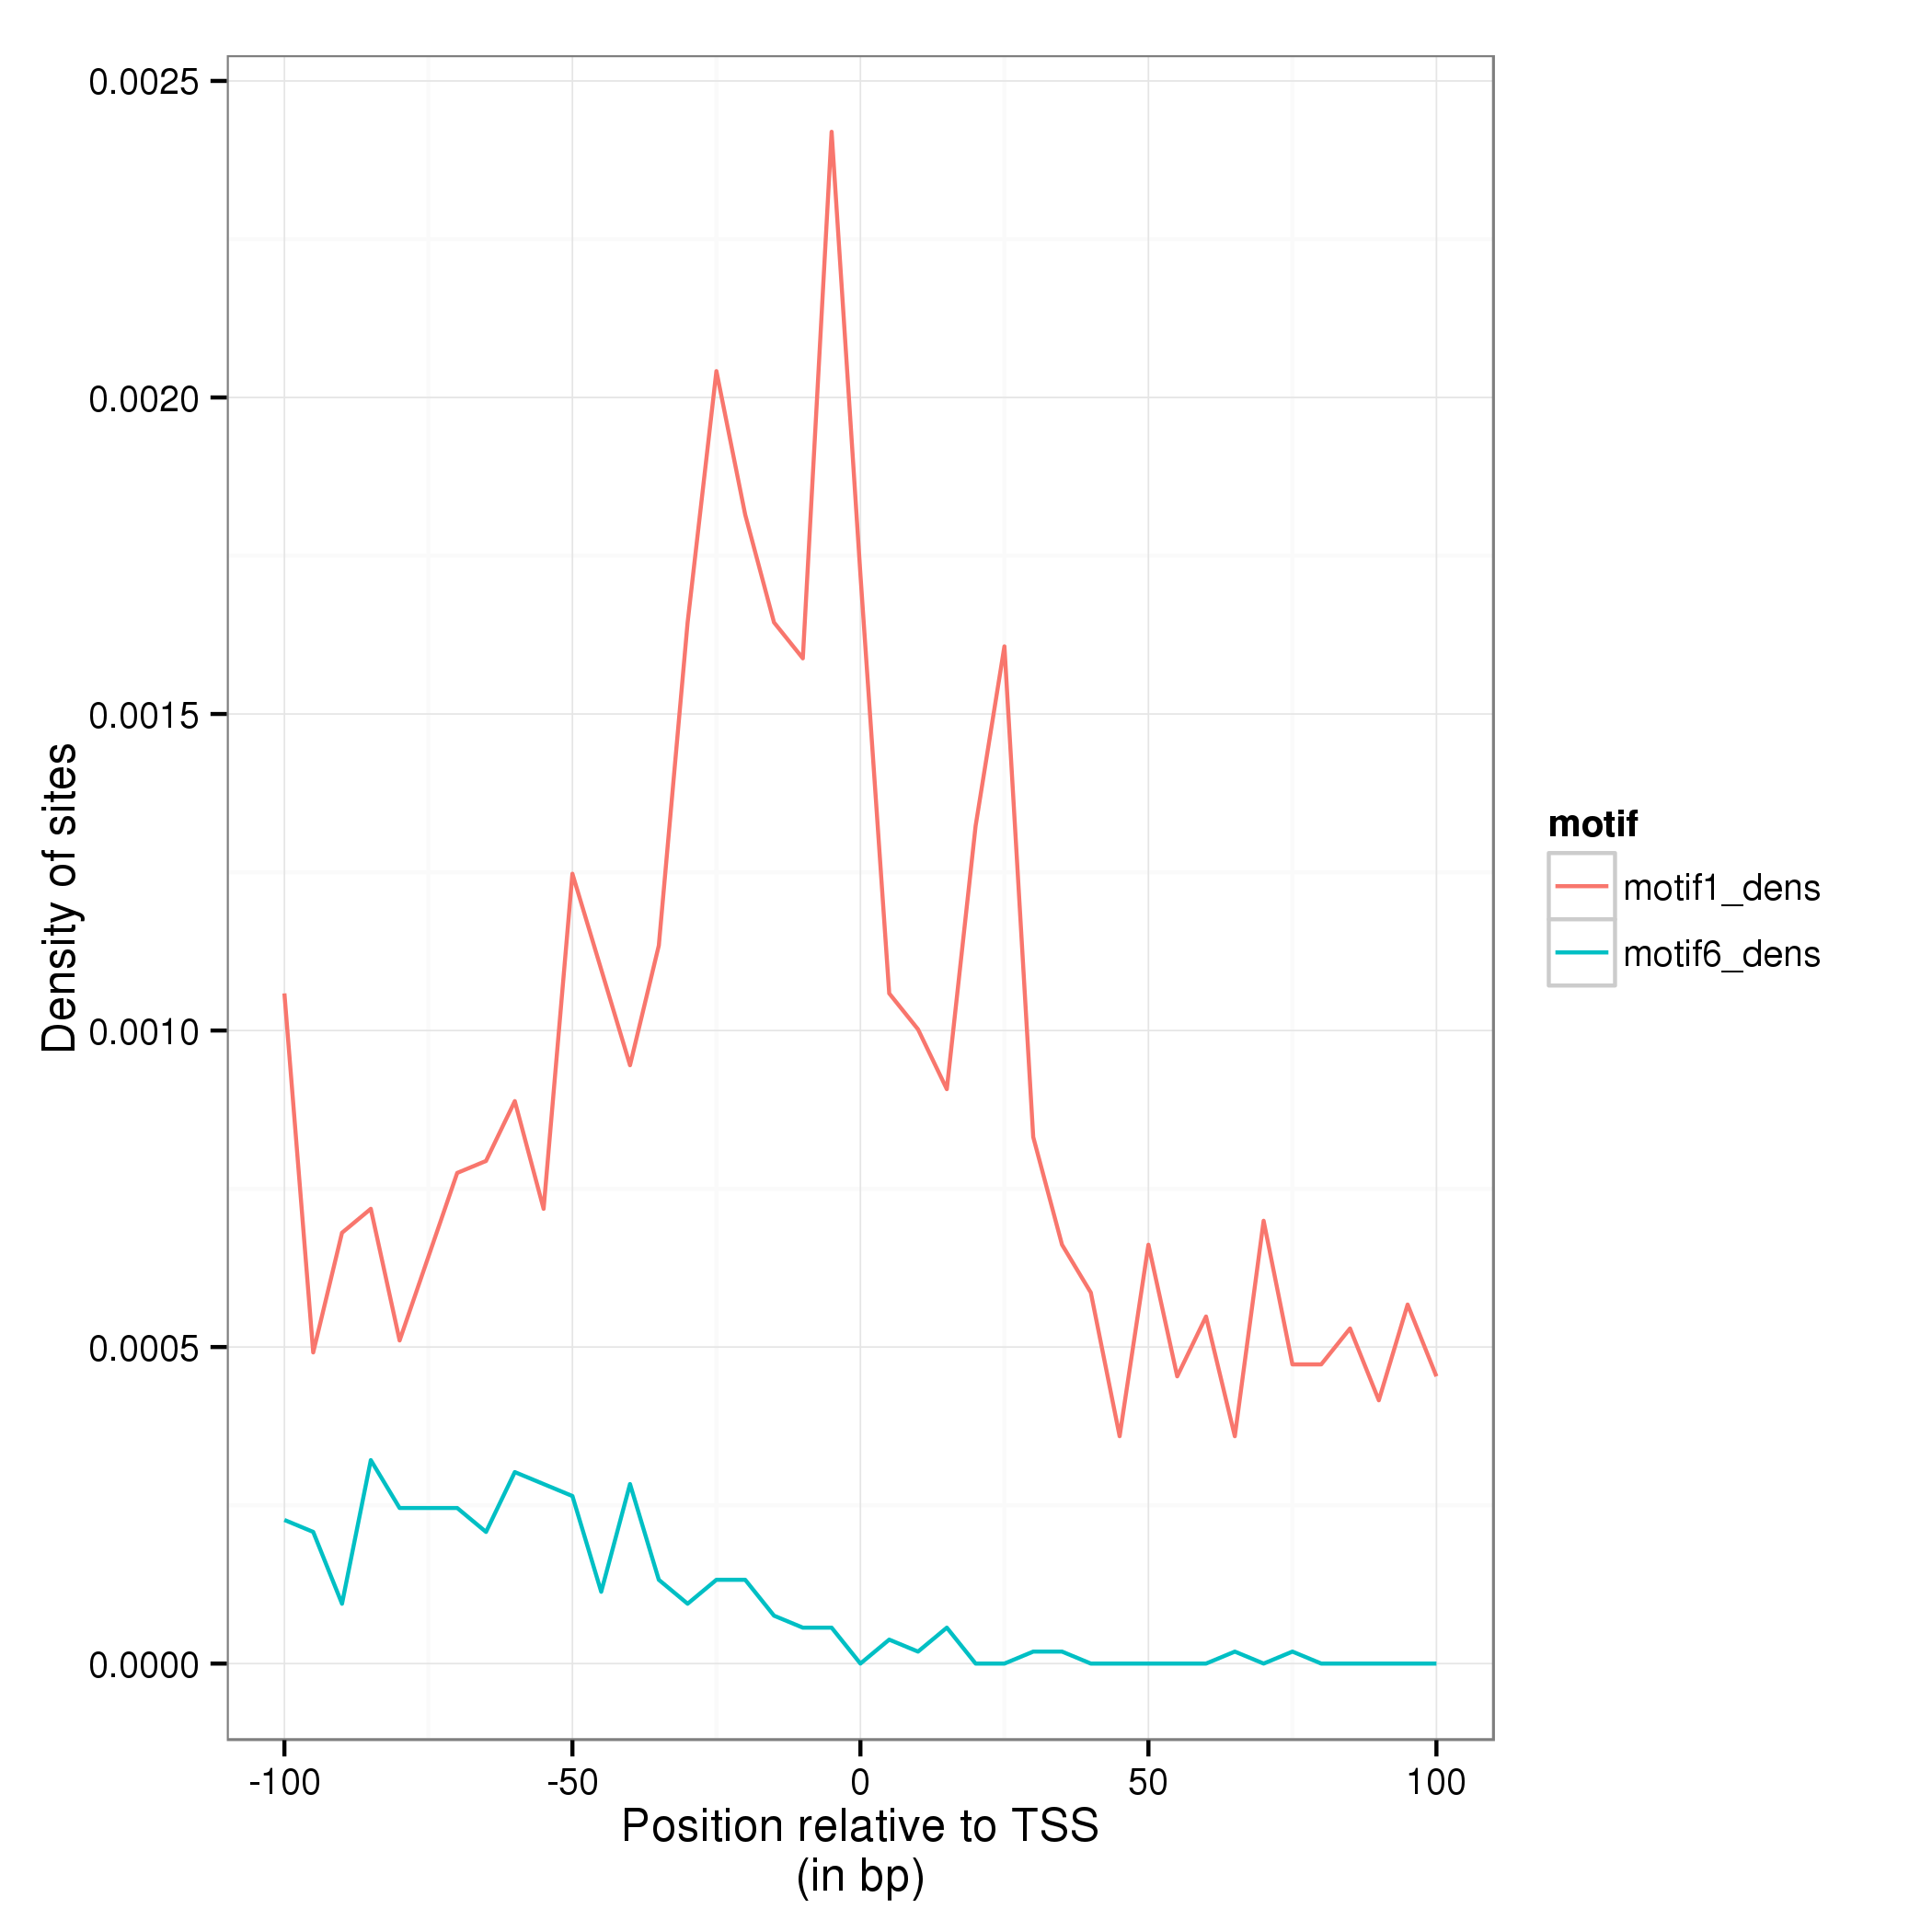 0.0025
0.0020
0.0015
0.0010
0.0005
0.0000
Density of sites
-100 -50 0 50 100
Position relative to TSS
(in bp)
motif
motif1_dens
motif6_dens